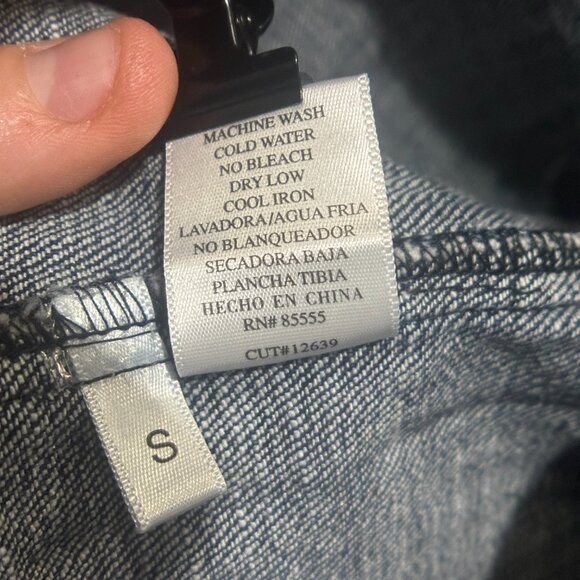 MACHINE WASH
COLD WATER
NO BLEACH
DRY LOW
COOL IRON
LAVADORA/AGUA FRIA
NO BLANQUEADOR
SECADORA BAJA
PLANCHA TIBIA
HECHO EN CHINA
RN# 85555
CUT#12639
S